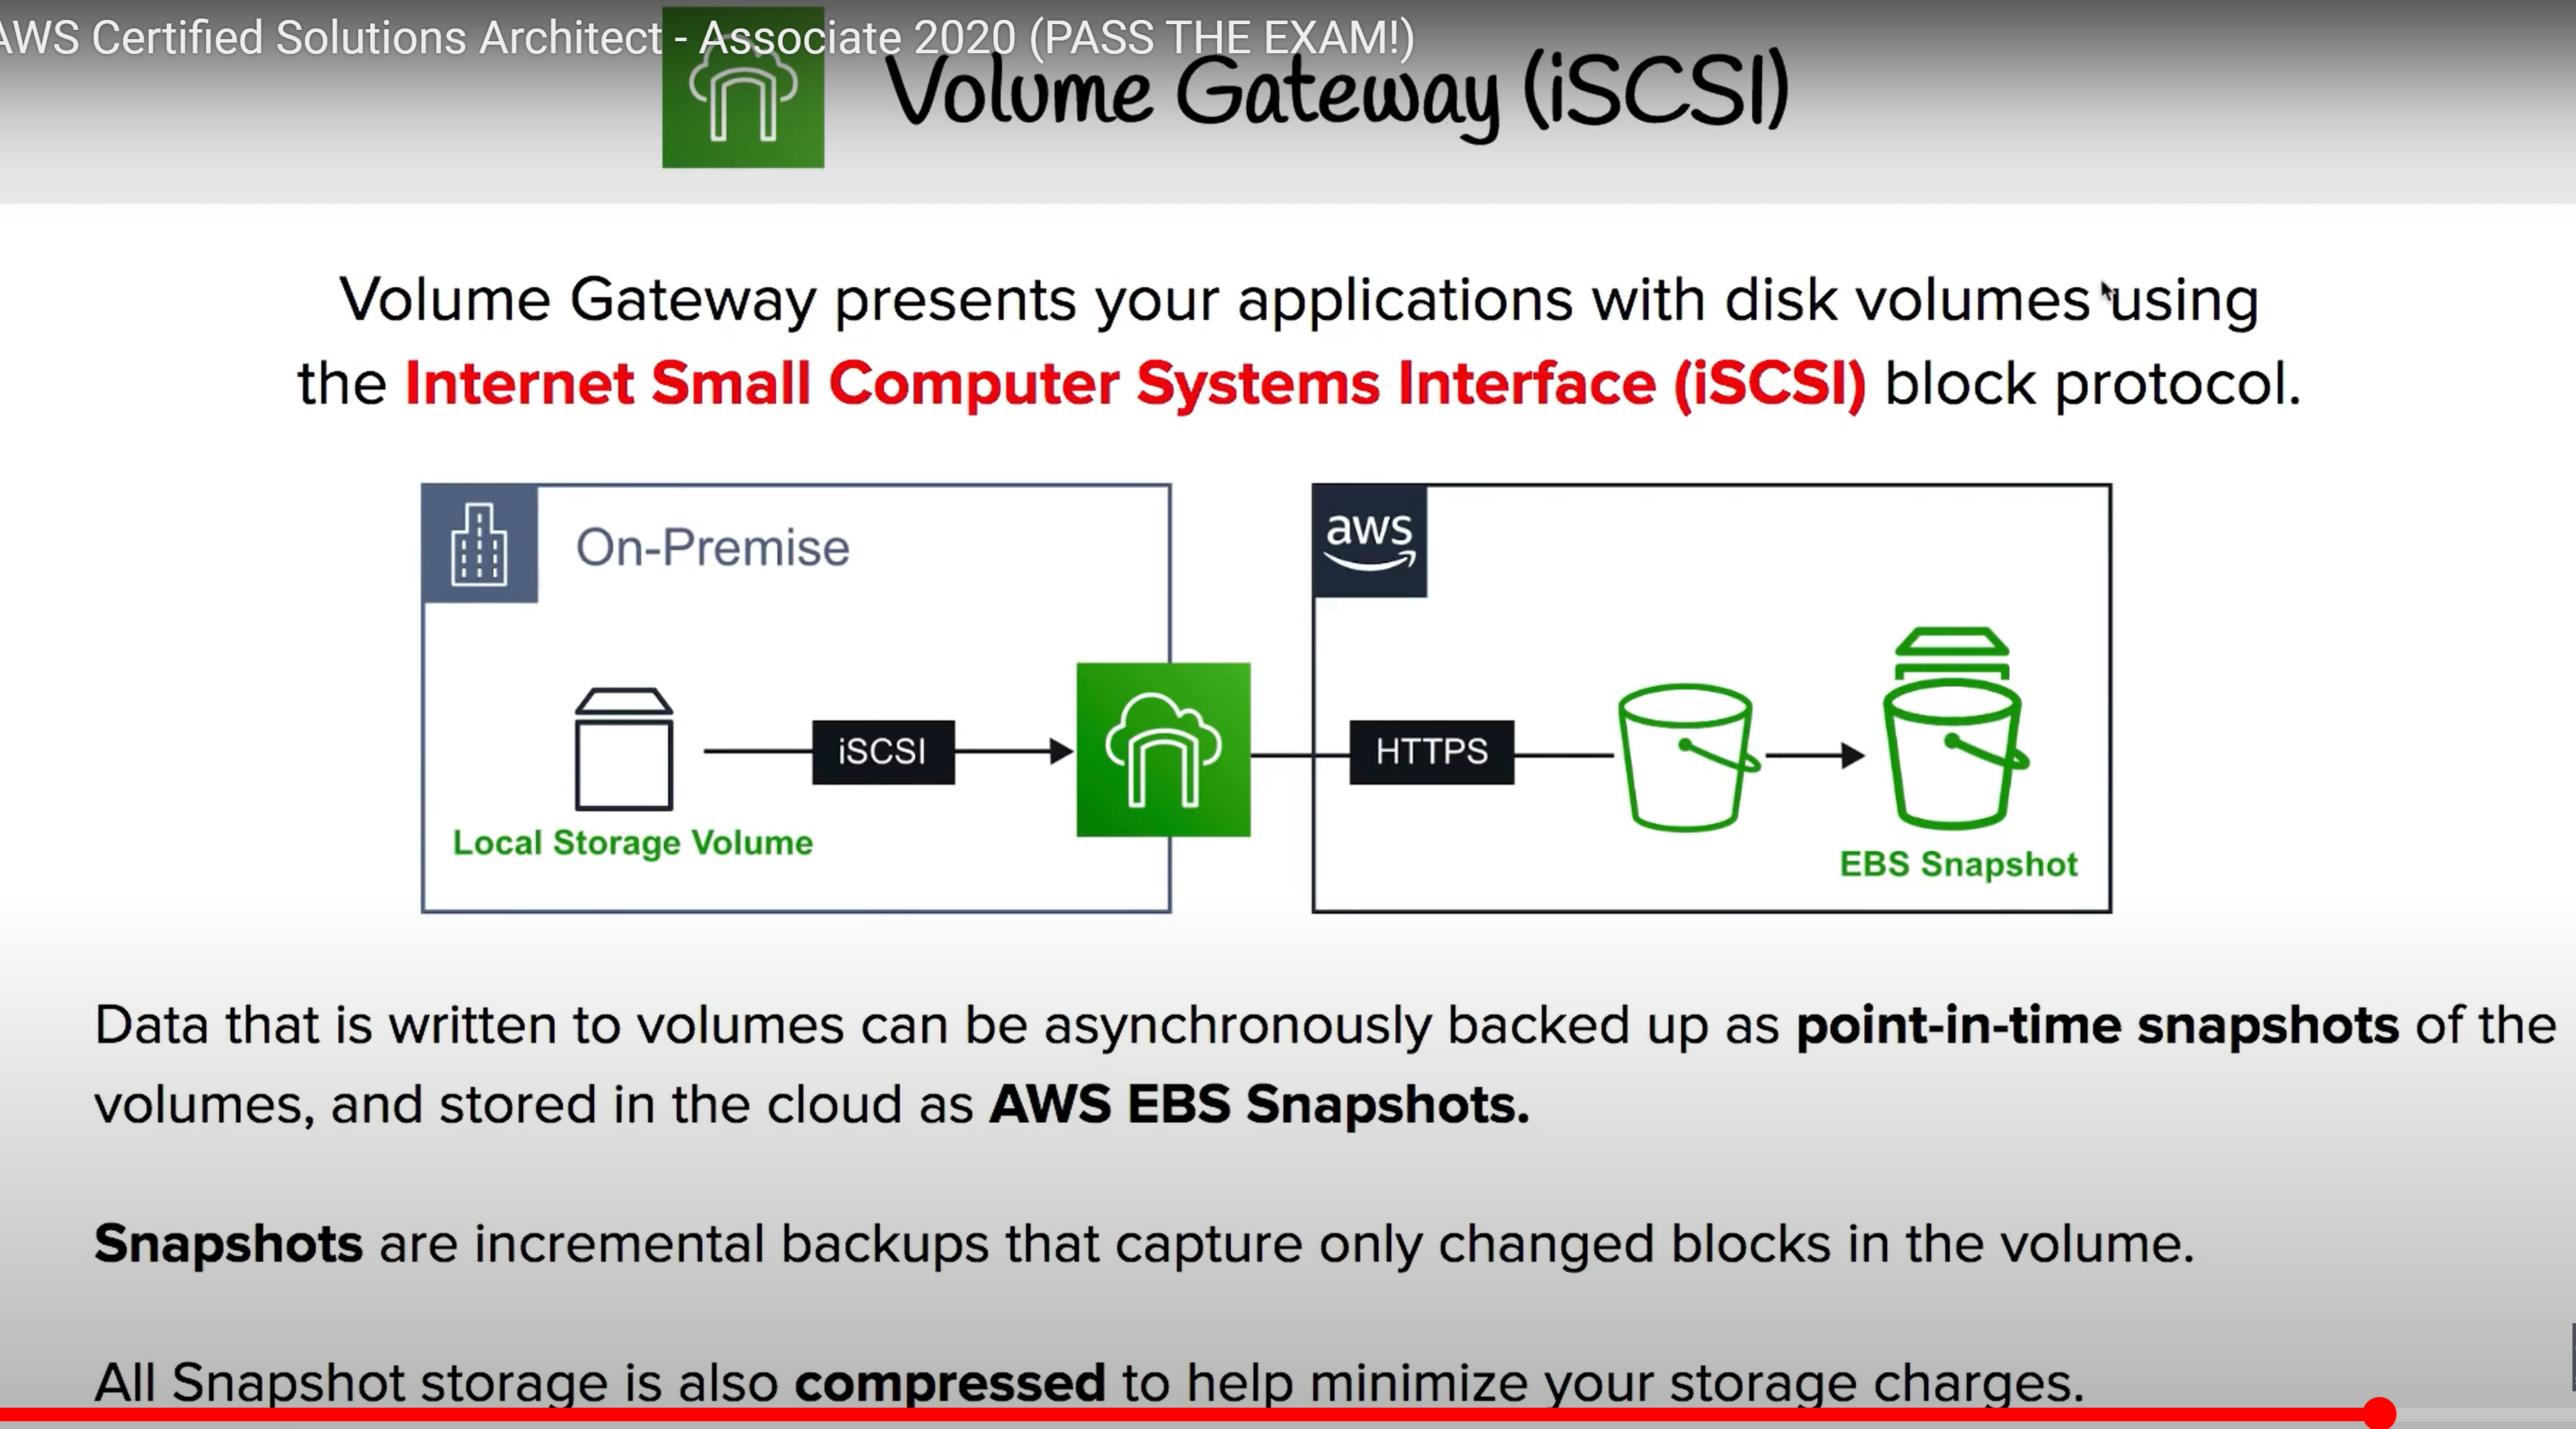 AWS Certified Solutions Architect - Associate 2020 (PASS THE EXAM!)
Volume Gateway (iSCSI)
Volume Gateway presents your applications with disk volumes using
the Internet Small Computer Systems Interface (iSCSI) block protocol.
On-Premise
aws
iSCSI
HTTPS
Local Storage Volume
EBS Snapshot
Data that is written to volumes can be asynchronously backed up as point-in-time snapshots of the
volumes, and stored in the cloud as AWS EBS Snapshots.
Snapshots are incremental backups that capture only changed blocks in the volume.
All Snapshot storage is also compressed to help minimize your storage charges.